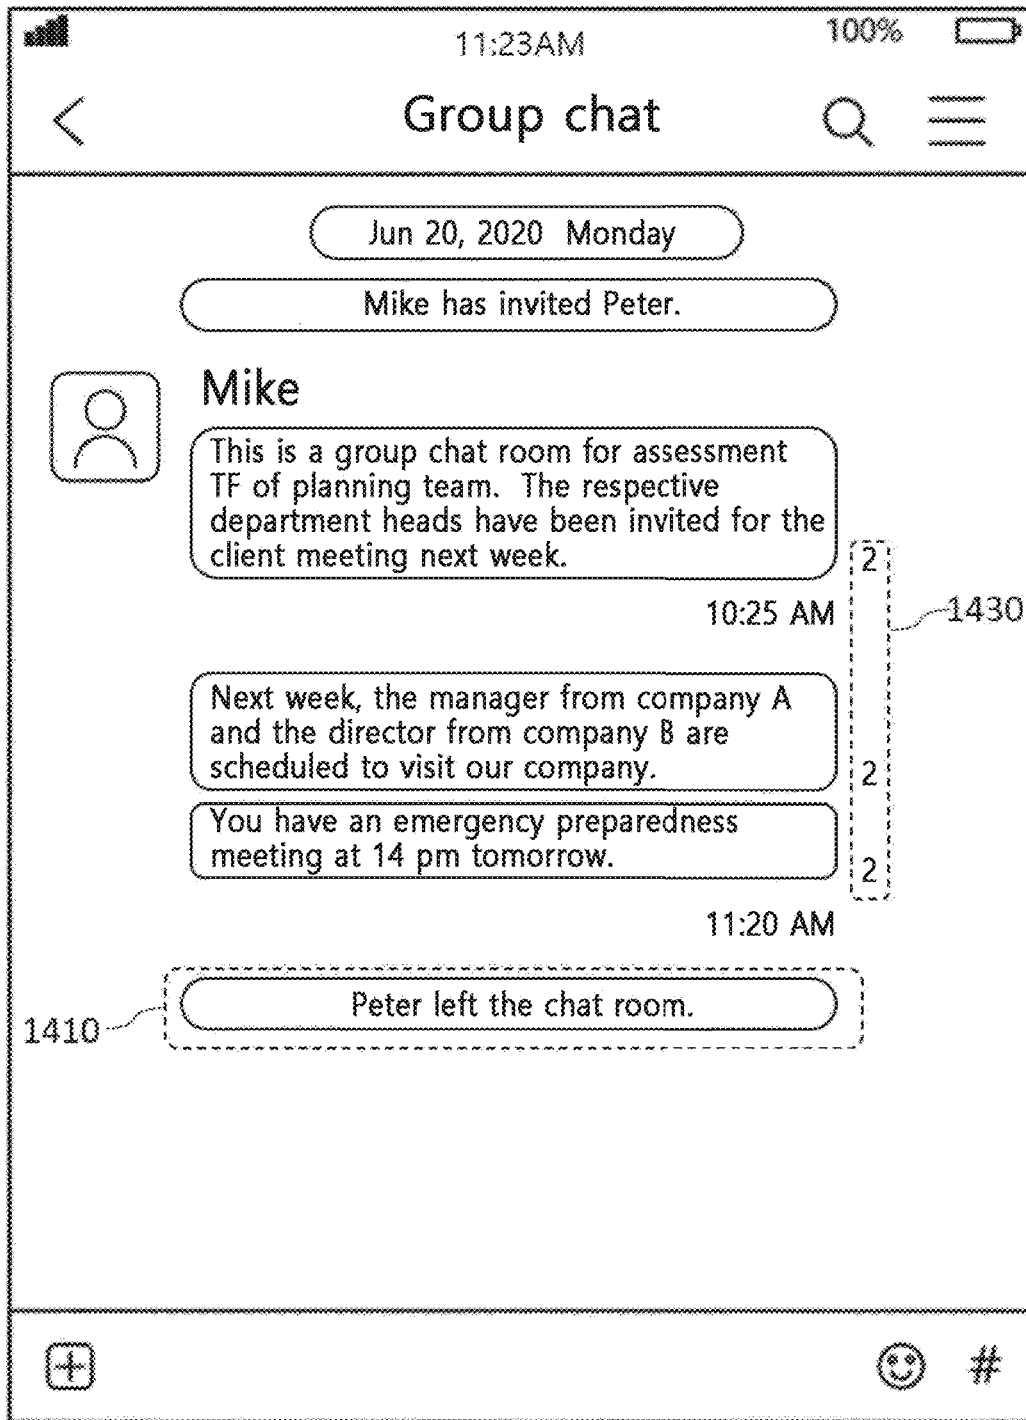 11:23AM 100%
Group chat
Jun 20, 2020 Monday
Mike has invited Peter.
Mike
This is a group chat room for assessment
TF of planning team. The respective
department heads have been invited for the
client meeting next week.
2
10:25 AM
1430
Next week, the manager from company A
and the director from company B are
scheduled to visit our company.
2
You have an emergency preparedness
meeting at 14 pm tomorrow.
2
11:20 AM
Peter left the chat room.
1410
#